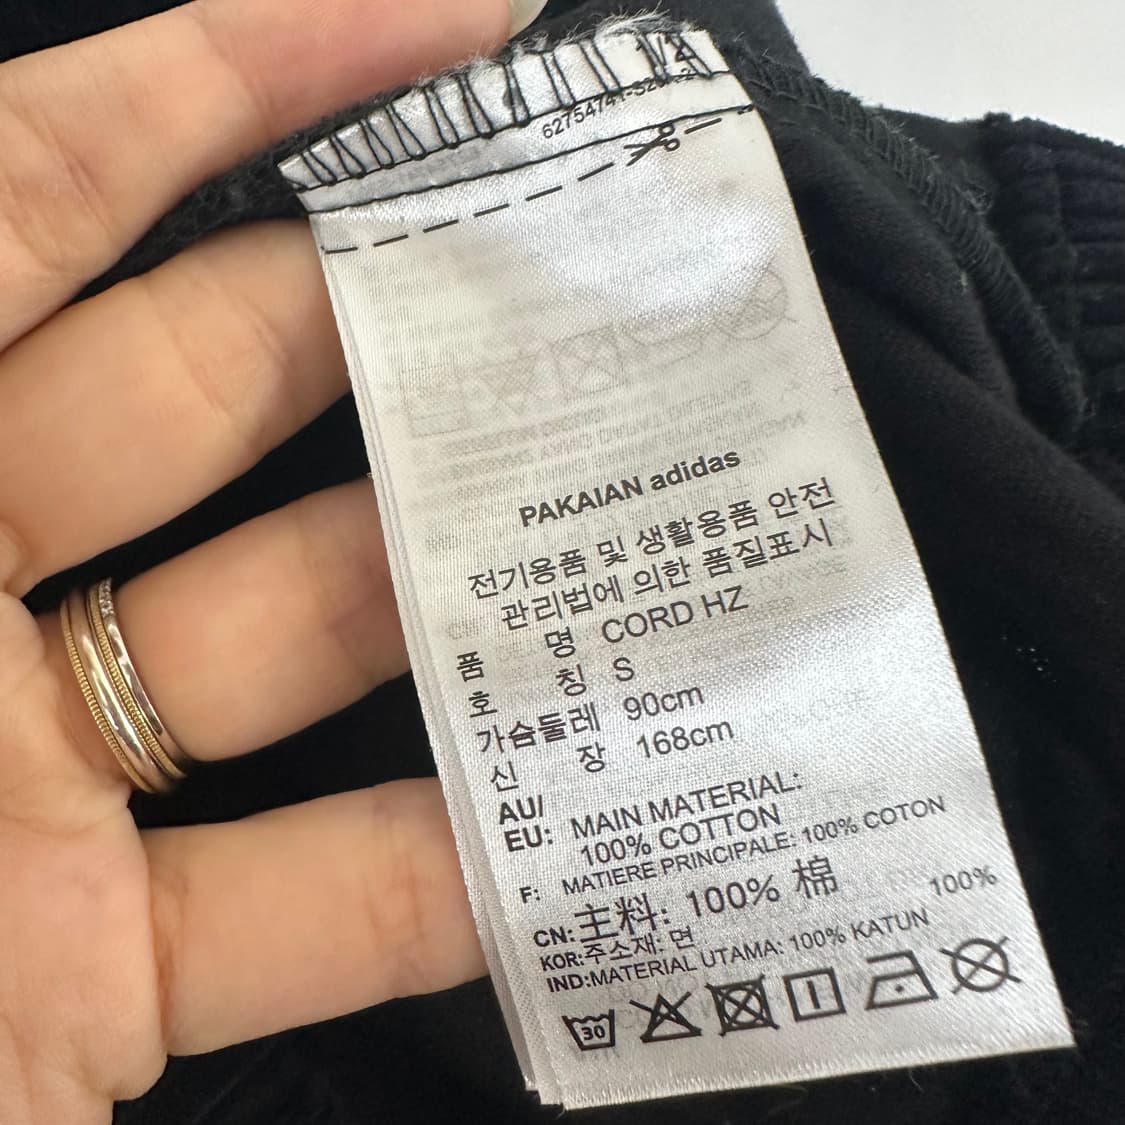 1/2
PAKAIAN adidas
전기용품 및 생활용품 안전
관리법에 의한 품질표시
품 명 CORD HZ
호 칭 S
가슴둘레 90cm
신 장 168cm
AU/
EU: MAIN MATERIAL:
100% COTTON
F: MATIERE PRINCIPALE: 100% COTON
CN: 主料: 100% 棉
KOR:주소재: 면 100%
IND:MATERIAL UTAMA: 100% KATUN
30